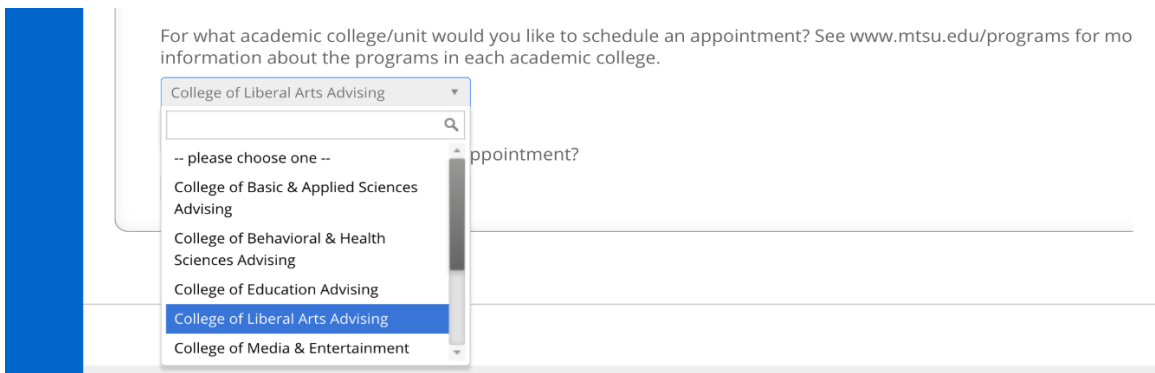 For what academic college/unit would you like to schedule an appointment? See www.mtsu.edu/programs for mo
information about the programs in each academic college.
College of Liberal Arts Advising
-- please choose one --
ppointment?
College of Basic & Applied Sciences
Advising
College of Behavioral & Health
Sciences Advising
College of Education Advising
College of Liberal Arts Advising
College of Media & Entertainment